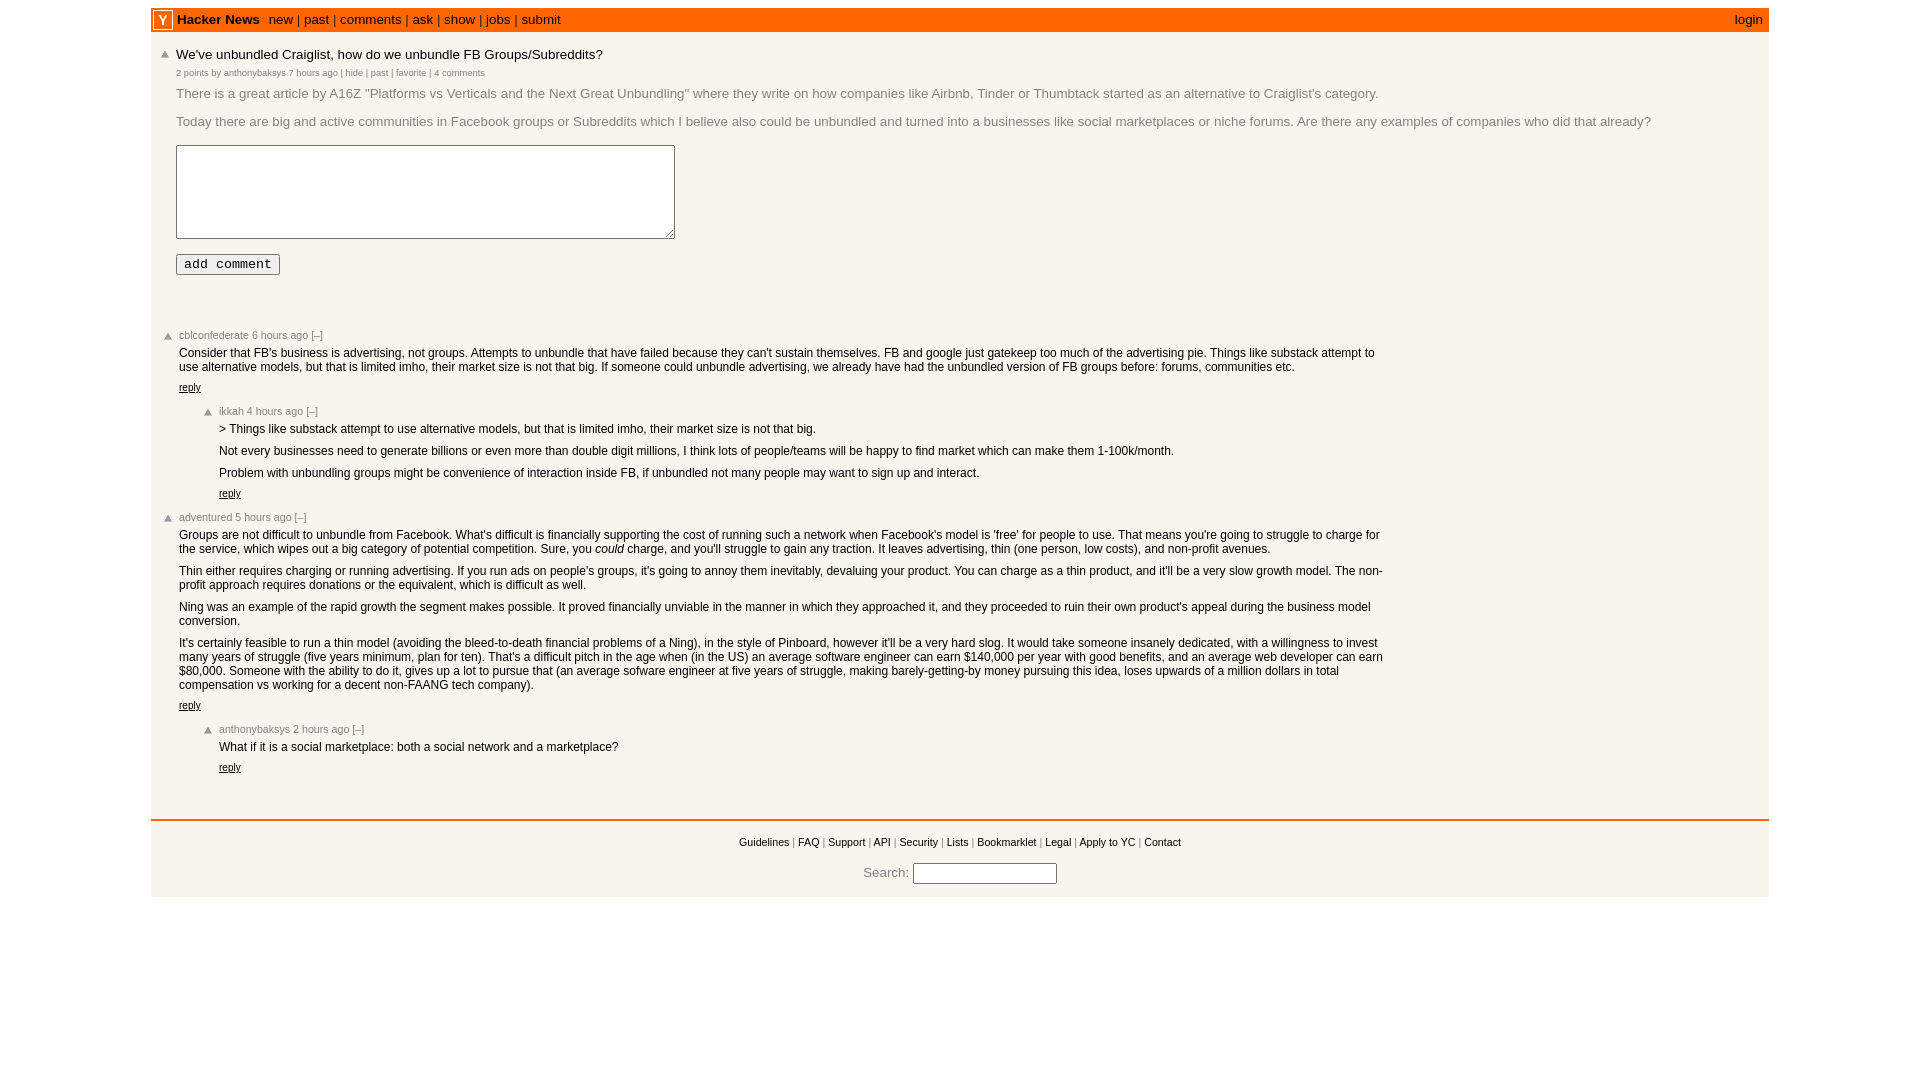 Y Hacker News new | past | comments | ask | show | jobs | submit login
We've unbundled Craiglist, how do we unbundle FB Groups/Subreddits?
2 points by anthonybaksys 7 hours ago | hide | past | favorite | 4 comments
There is a great article by A16Z "Platforms vs Verticals and the Next Great Unbundling" where they write on how companies like Airbnb, Tinder or Thumbtack started as an alternative to Craiglist's category.
Today there are big and active communities in Facebook groups or Subreddits which I believe also could be unbundled and turned into a businesses like social marketplaces or niche forums. Are there any examples of companies who did that already?
add comment
cblconfederate 6 hours ago [–]
Consider that FB's business is advertising, not groups. Attempts to unbundle that have failed because they can't sustain themselves. FB and google just gatekeep too much of the advertising pie. Things like substack attempt to
use alternative models, but that is limited imho, their market size is not that big. If someone could unbundle advertising, we already have had the unbundled version of FB groups before: forums, communities etc.
reply
ikkah 4 hours ago [–]
> Things like substack attempt to use alternative models, but that is limited imho, their market size is not that big.
Not every businesses need to generate billions or even more than double digit millions, I think lots of people/teams will be happy to find market which can make them 1-100k/month.
Problem with unbundling groups might be convenience of interaction inside FB, if unbundled not many people may want to sign up and interact.
reply
adventured 5 hours ago [–]
Groups are not difficult to unbundle from Facebook. What's difficult is financially supporting the cost of running such a network when Facebook's model is 'free' for people to use. That means you're going to struggle to charge for
the service, which wipes out a big category of potential competition. Sure, you could charge, and you'll struggle to gain any traction. It leaves advertising, thin (one person, low costs), and non-profit avenues.
Thin either requires charging or running advertising. If you run ads on people's groups, it's going to annoy them inevitably, devaluing your product. You can charge as a thin product, and it'll be a very slow growth model. The non-
profit approach requires donations or the equivalent, which is difficult as well.
Ning was an example of the rapid growth the segment makes possible. It proved financially unviable in the manner in which they approached it, and they proceeded to ruin their own product's appeal during the business model
conversion.
It's certainly feasible to run a thin model (avoiding the bleed-to-death financial problems of a Ning), in the style of Pinboard, however it'll be a very hard slog. It would take someone insanely dedicated, with a willingness to invest
many years of struggle (five years minimum, plan for ten). That's a difficult pitch in the age when (in the US) an average software engineer can earn $140,000 per year with good benefits, and an average web developer can earn
$80,000. Someone with the ability to do it, gives up a lot to pursue that (an average sofware engineer at five years of struggle, making barely-getting-by money pursuing this idea, loses upwards of a million dollars in total
compensation vs working for a decent non-FAANG tech company).
reply
anthonybaksys 2 hours ago [–]
What if it is a social marketplace: both a social network and a marketplace?
reply
Guidelines | FAQ | Support | API | Security | Lists | Bookmarklet | Legal | Apply to YC | Contact
Search: